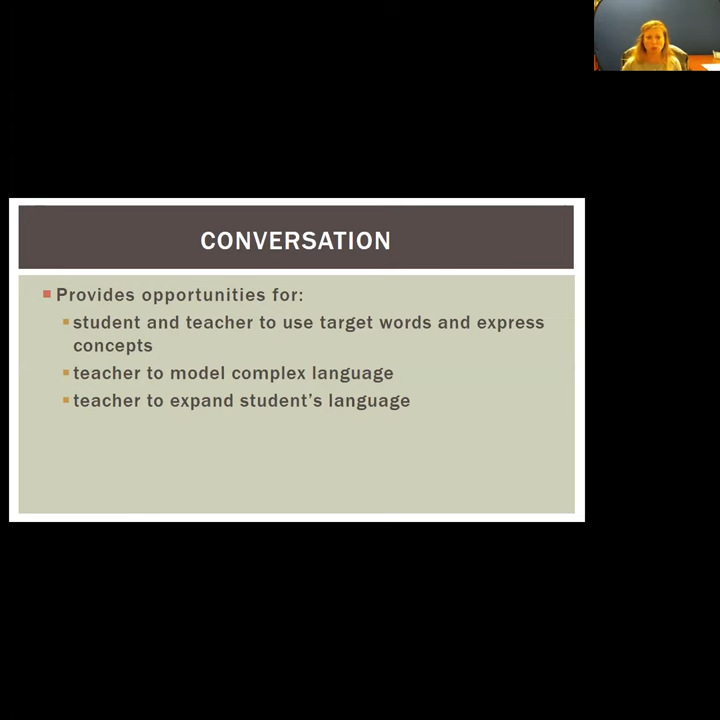 CONVERSATION
Provides opportunities for:
student and teacher to use target words and express
concepts
teacher to model complex language
teacher to expand student’s language